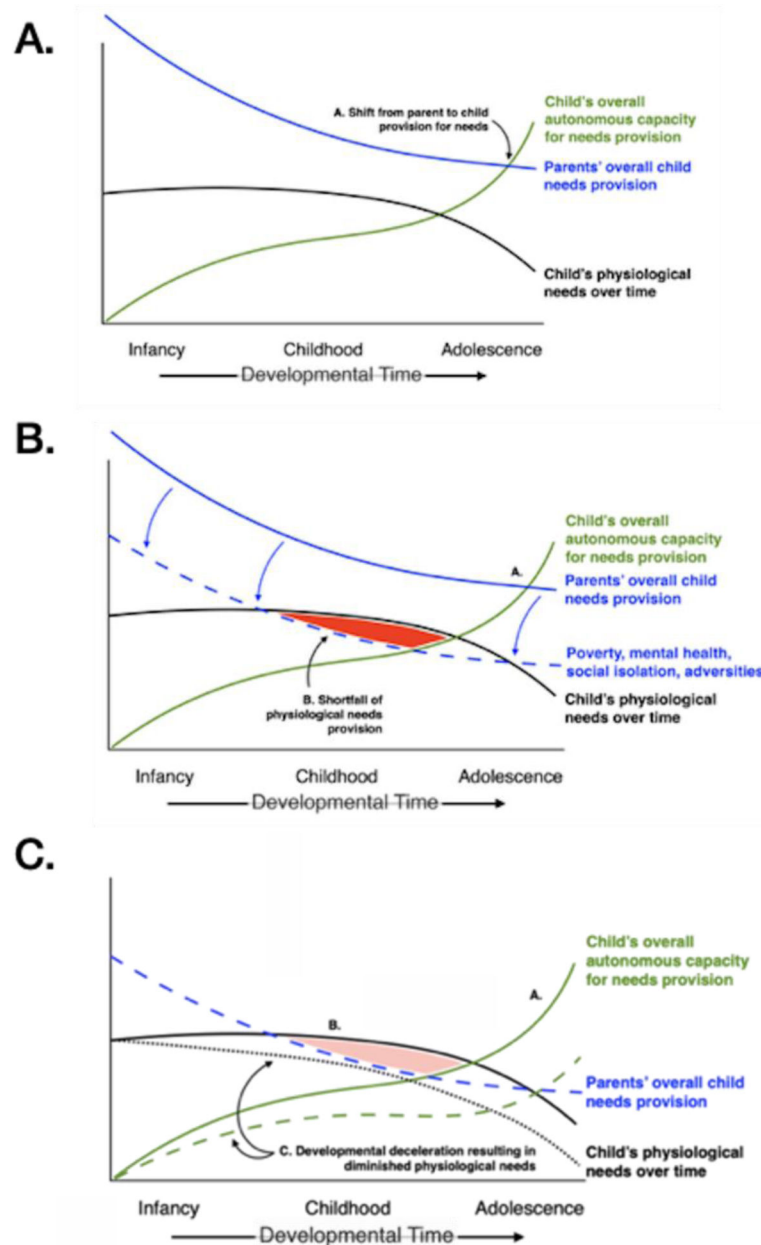 A.
A. Shift from parent to child
provision for needs
Child's overall
autonomous capacity
for needs provision
Parents' overall child
needs provision
Child's physiological
needs over time
Infancy
Childhood
Adolescence
Developmental Time
B.
Child's overall
autonomous capacity
for needs provision
A.
Parents' overall child
needs provision
Poverty, mental health,
social isolation, adversities
B. Shortfall of
physiological needs
provision
Child's physiological
needs over time
Infancy
Childhood
Adolescence
Developmental Time
C.
Child's overall
autonomous capacity
for needs provision
A.
B.
Parents' overall child
needs provision
C. Developmental deceleration resulting in
diminished physiological needs
Child's physiological
needs over time
Infancy
Childhood
Adolescence
Developmental Time